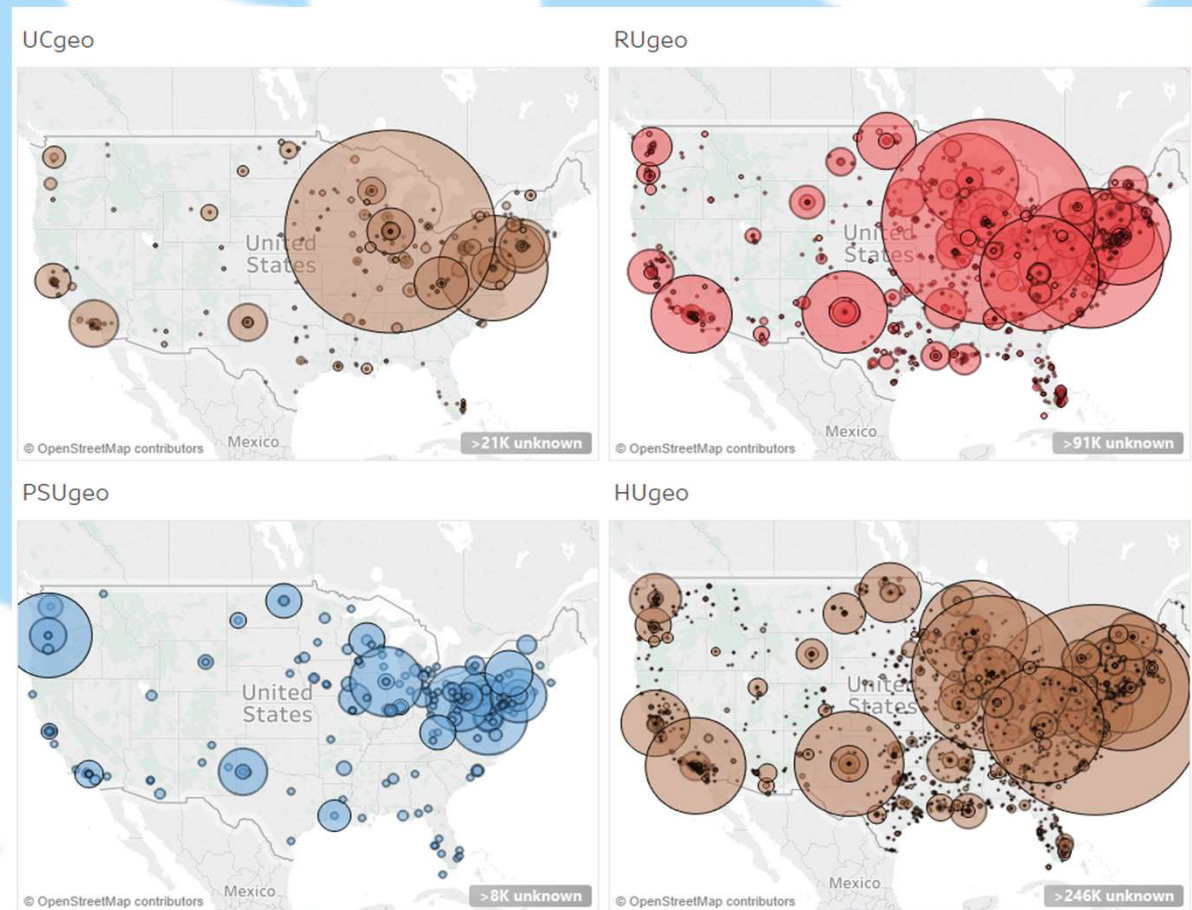 UCgeo
United
States
Mexico
© OpenStreetMap contributors
>21K unknown
RUgeo
United
States
Mexico
© OpenStreetMap contributors
>91K unknown
PSUgeo
United
States
Mexico
© OpenStreetMap contributors
>8K unknown
HUgeo
United
States
Mexico
© OpenStreetMap contributors
>246K unknown